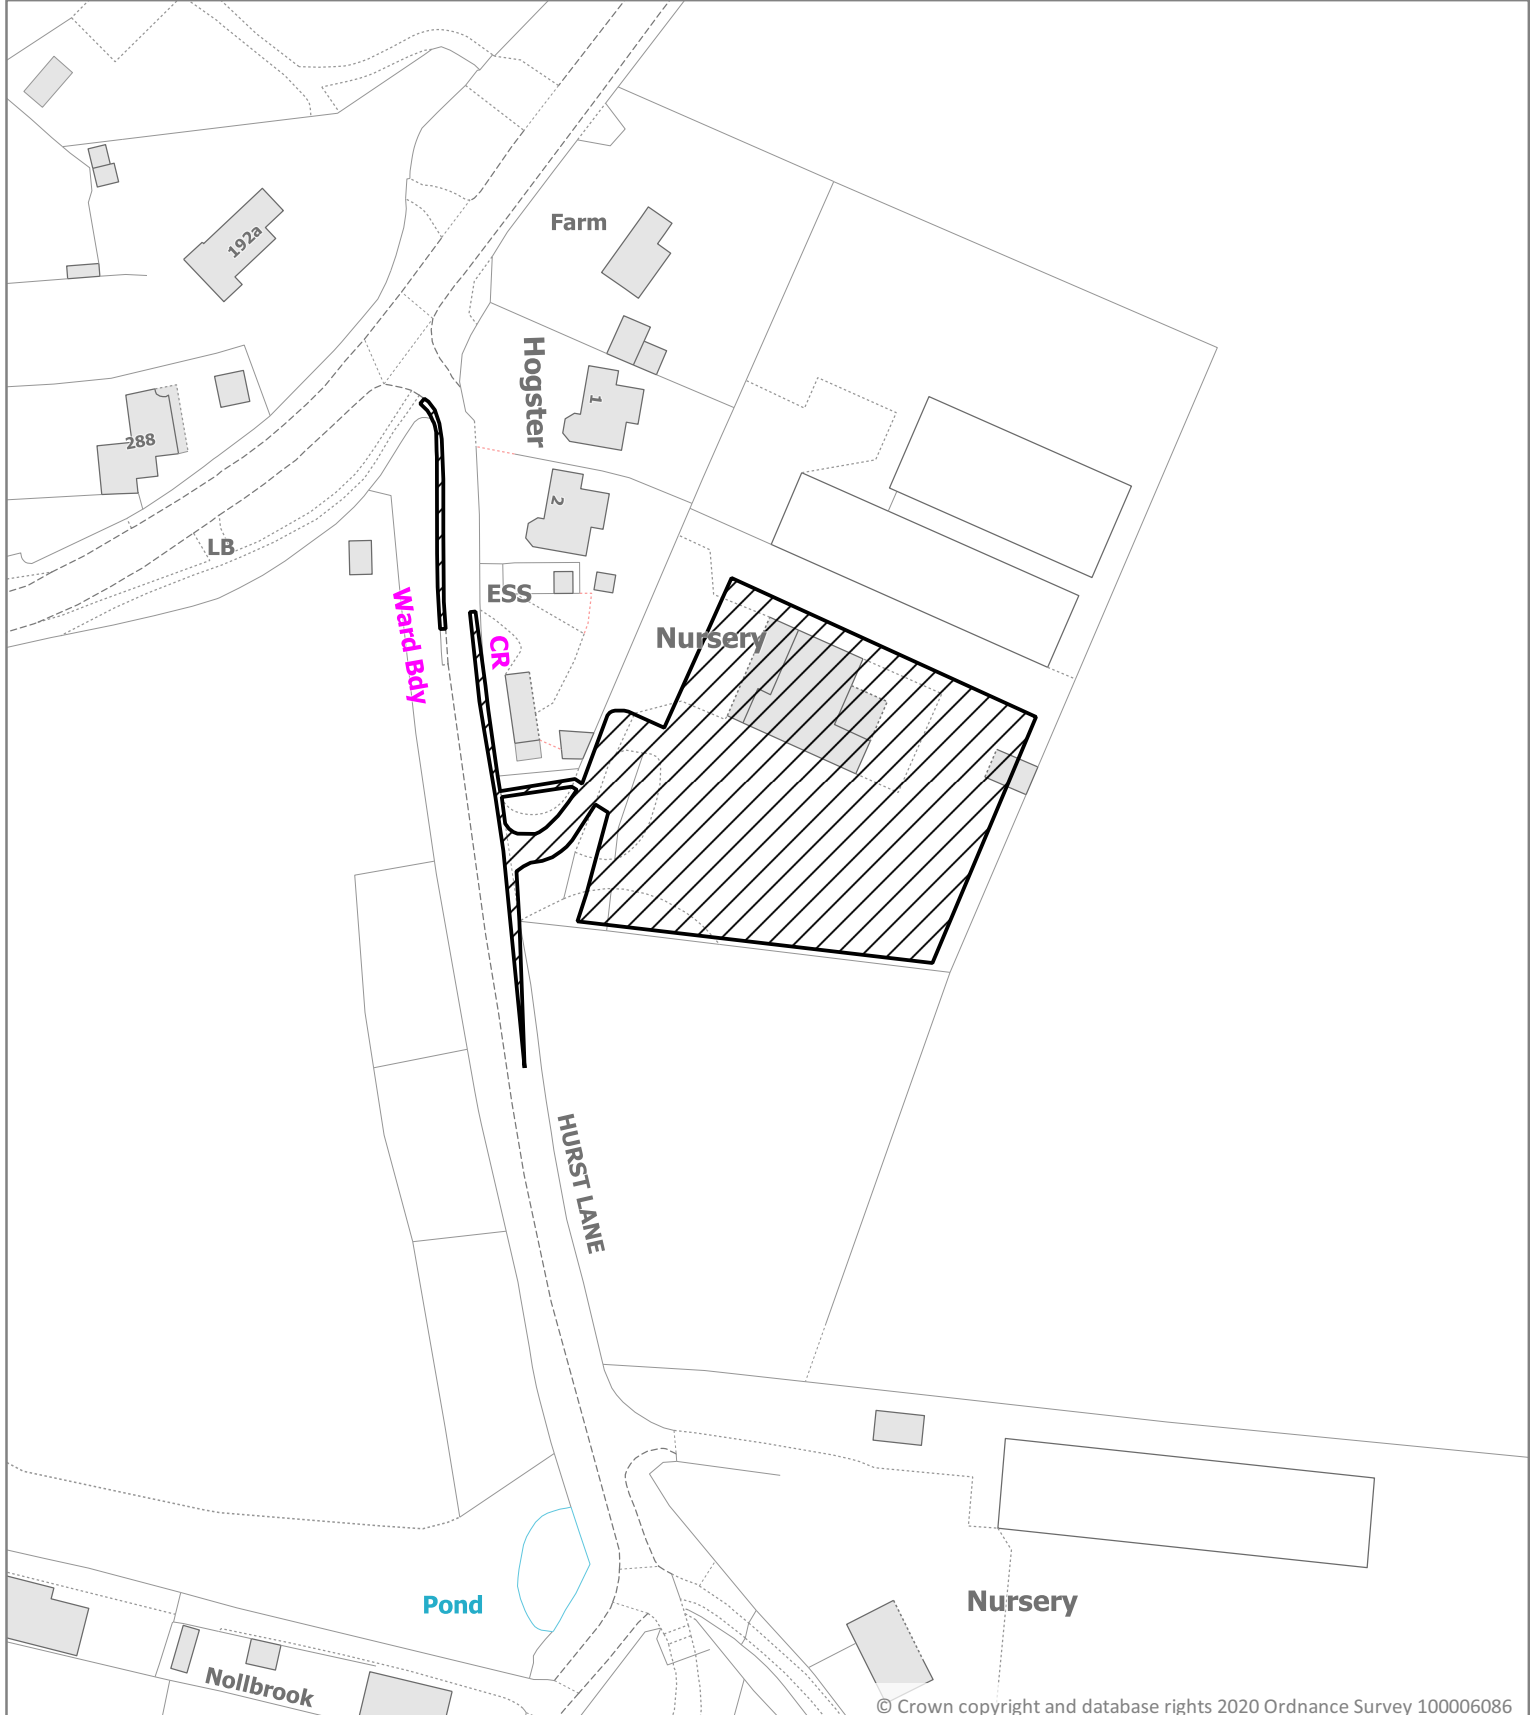 Farm
192a
Hogster
1
288
2
LB
ESS
Ward Bdy
CR
Nursery
HURST LANE
Pond
Nursery
Nollbrook
© Crown copyright and database rights 2020 Ordnance Survey 100006086